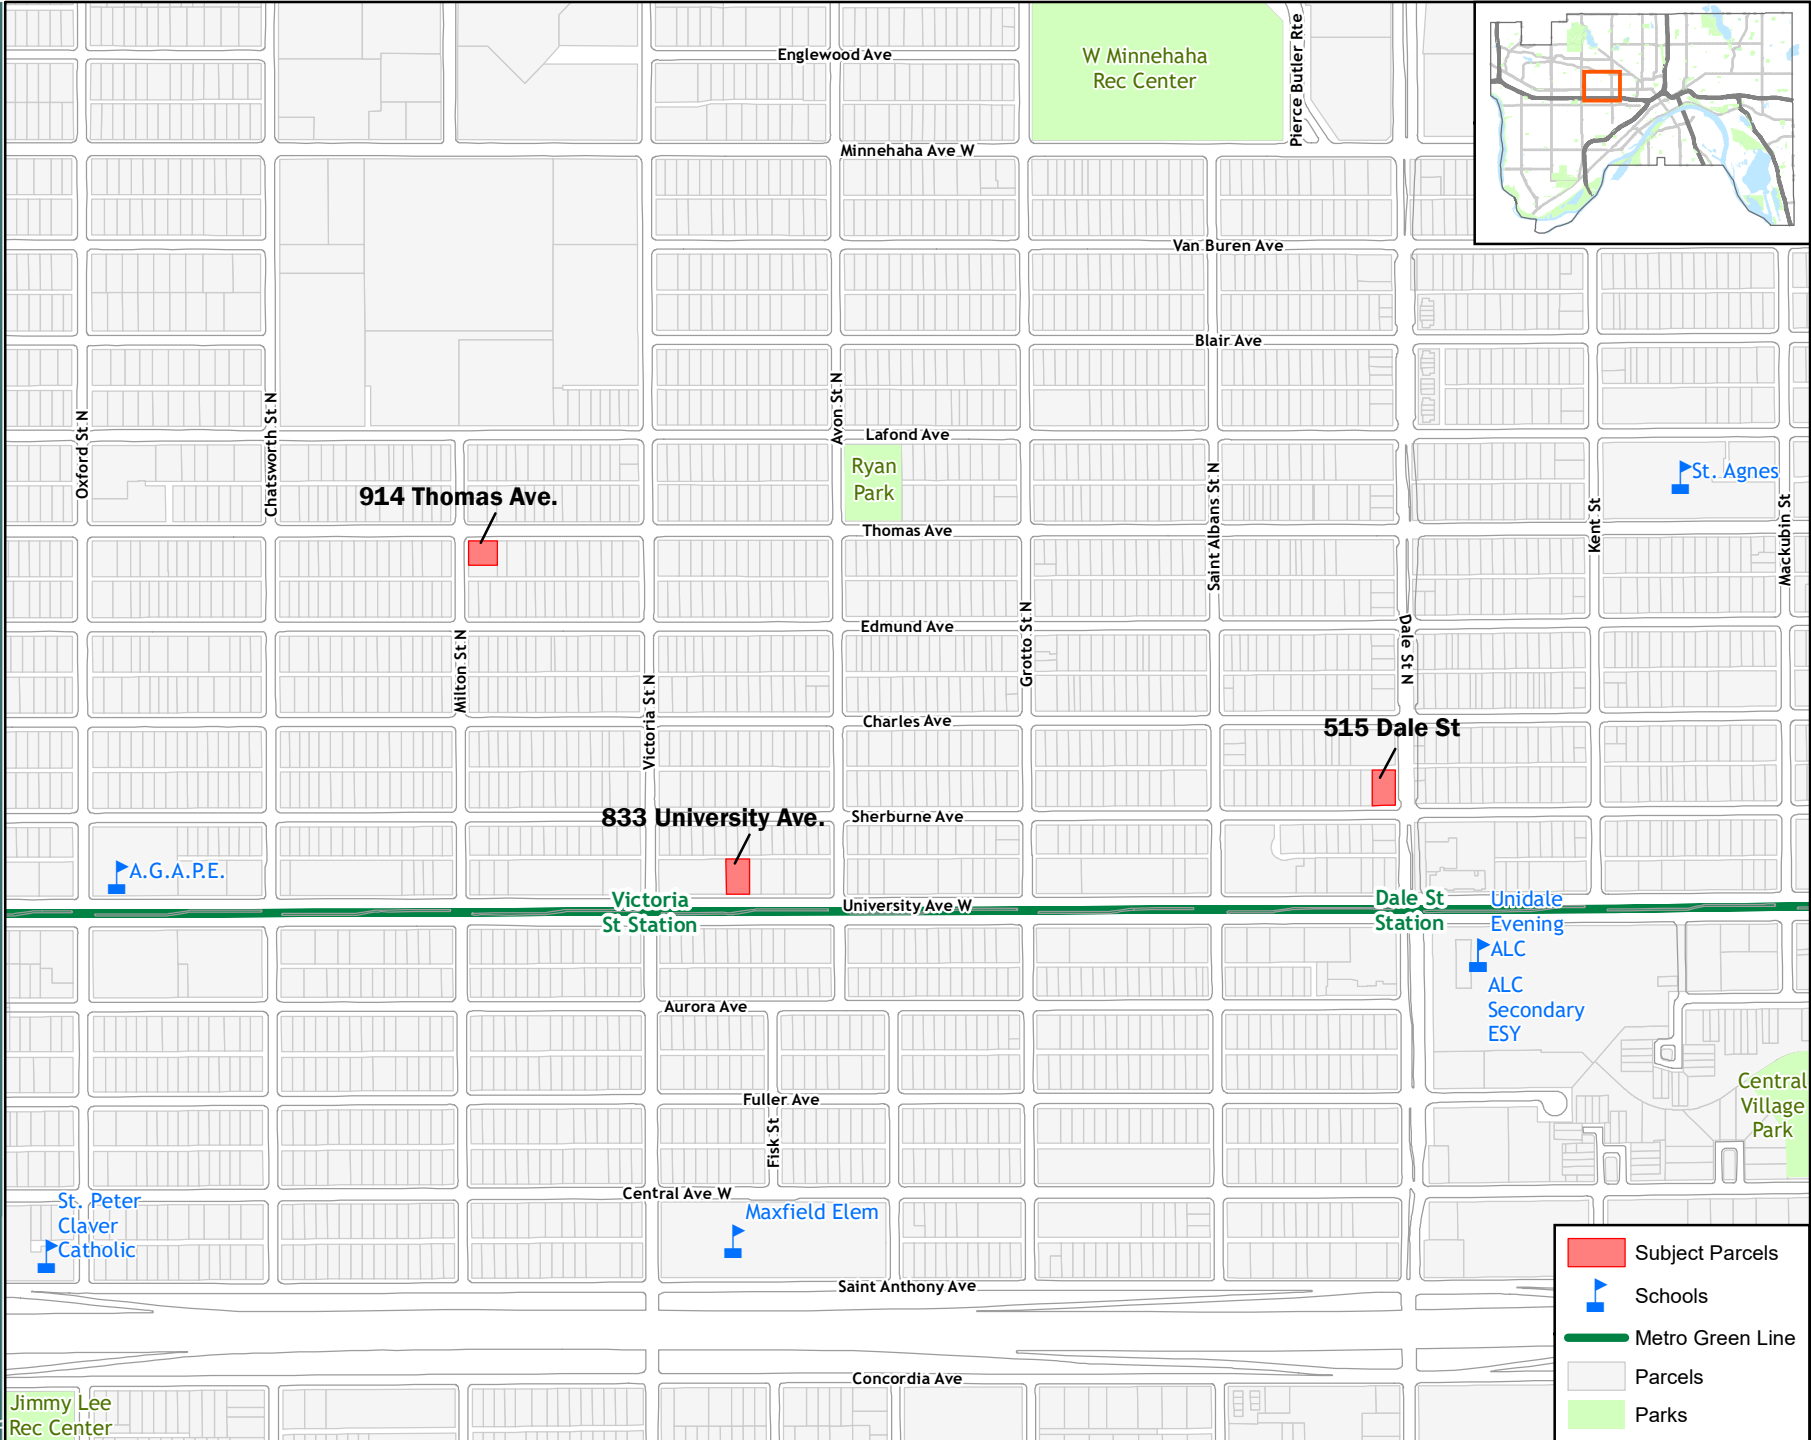 Englewood Ave
W Minnehaha
Rec Center
Pierce Butler Rte
Minnehaha Ave W
Van Buren Ave
Blair Ave
Oxford St N
Chatsworth St N
Avon St N
Lafond Ave
Ryan
Park
Saint Albans St N
St. Agnes
Kent St
Mackubin St
914 Thomas Ave.
Thomas Ave
Edmund Ave
Milton St N
Victoria St N
Grotto St N
Dale St N
Charles Ave
515 Dale St
833 University Ave.
Sherburne Ave
A.G.A.P.E.
Victoria
St Station
University Ave W
Dale St
Station
Unidale
Evening
ALC
ALC
Secondary
ESY
Aurora Ave
Fuller Ave
Fisk St
Central
Village
Park
Central Ave W
St. Peter
Claver
Catholic
Maxfield Elem
Saint Anthony Ave
Concordia Ave
Jimmy Lee
Rec Center
Subject Parcels
Schools
Metro Green Line
Parcels
Parks